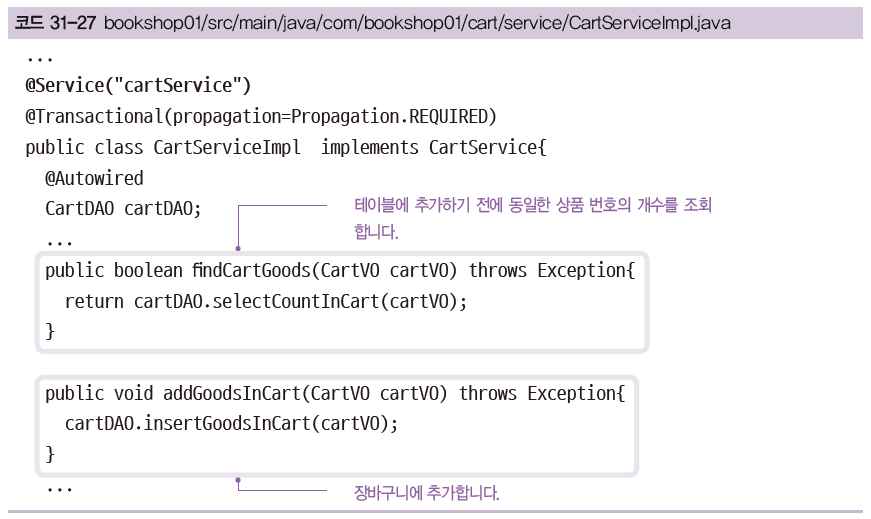 코드 31-27 bookshop01/src/main/java/com/bookshop01/cart/service/CartServiceImpl.java
...
@Service("cartService")
@Transactional(propagation=Propagation.REQUIRED)
public class CartServiceImpl  implements CartService{
  @Autowired
  CartDAO cartDAO;
테이블에 추가하기 전에 동일한 상품 번호의 개수를 조회
합니다.
  ...
  public boolean findCartGoods(CartVO cartVO) throws Exception{
    return cartDAO.selectCountInCart(cartVO);
  }
  public void addGoodsInCart(CartVO cartVO) throws Exception{
    cartDAO.insertGoodsInCart(cartVO);
  }
  ...
장바구니에 추가합니다.